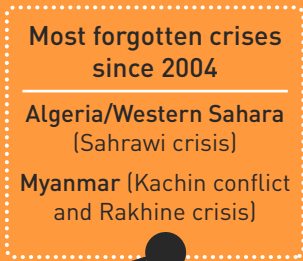 Most forgotten crises
since 2004
Algeria/Western Sahara
(Sahrawi crisis)
Myanmar (Kachin conflict
and Rakhine crisis)